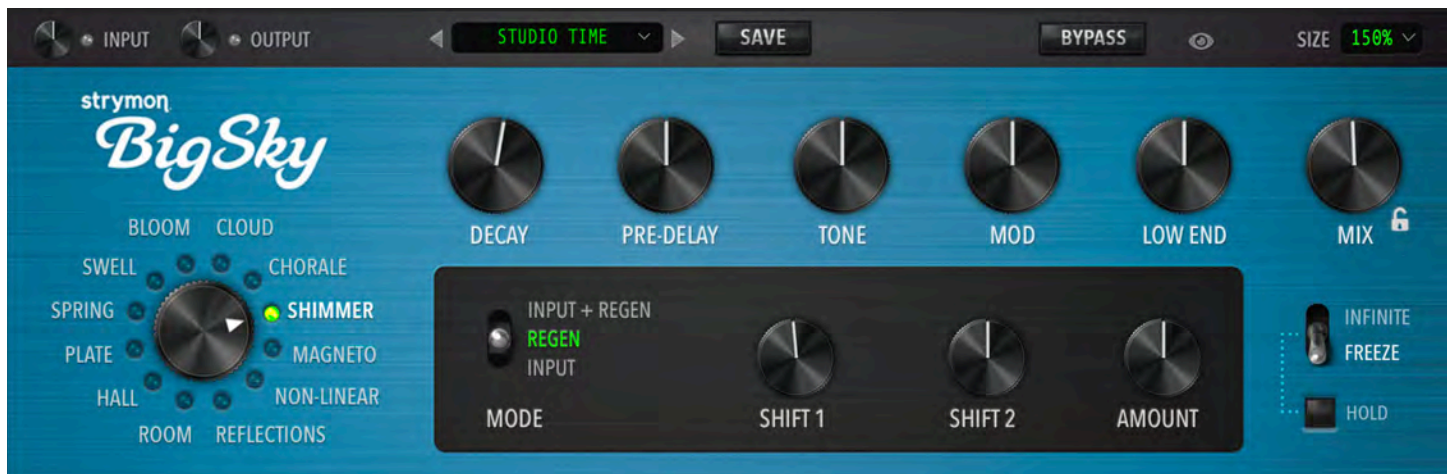 INPUT
OUTPUT
STUDIO TIME
SAVE
BYPASS
SIZE
150%
strymon
BigSky
DECAY
PRE-DELAY
TONE
MOD
LOW END
MIX
BLOOM
CLOUD
SWELL
CHORALE
SPRING
SHIMMER
PLATE
MAGNETO
HALL
NON-LINEAR
ROOM
REFLECTIONS
INPUT + REGEN
REGEN
INPUT
MODE
SHIFT 1
SHIFT 2
AMOUNT
INFINITE
FREEZE
HOLD